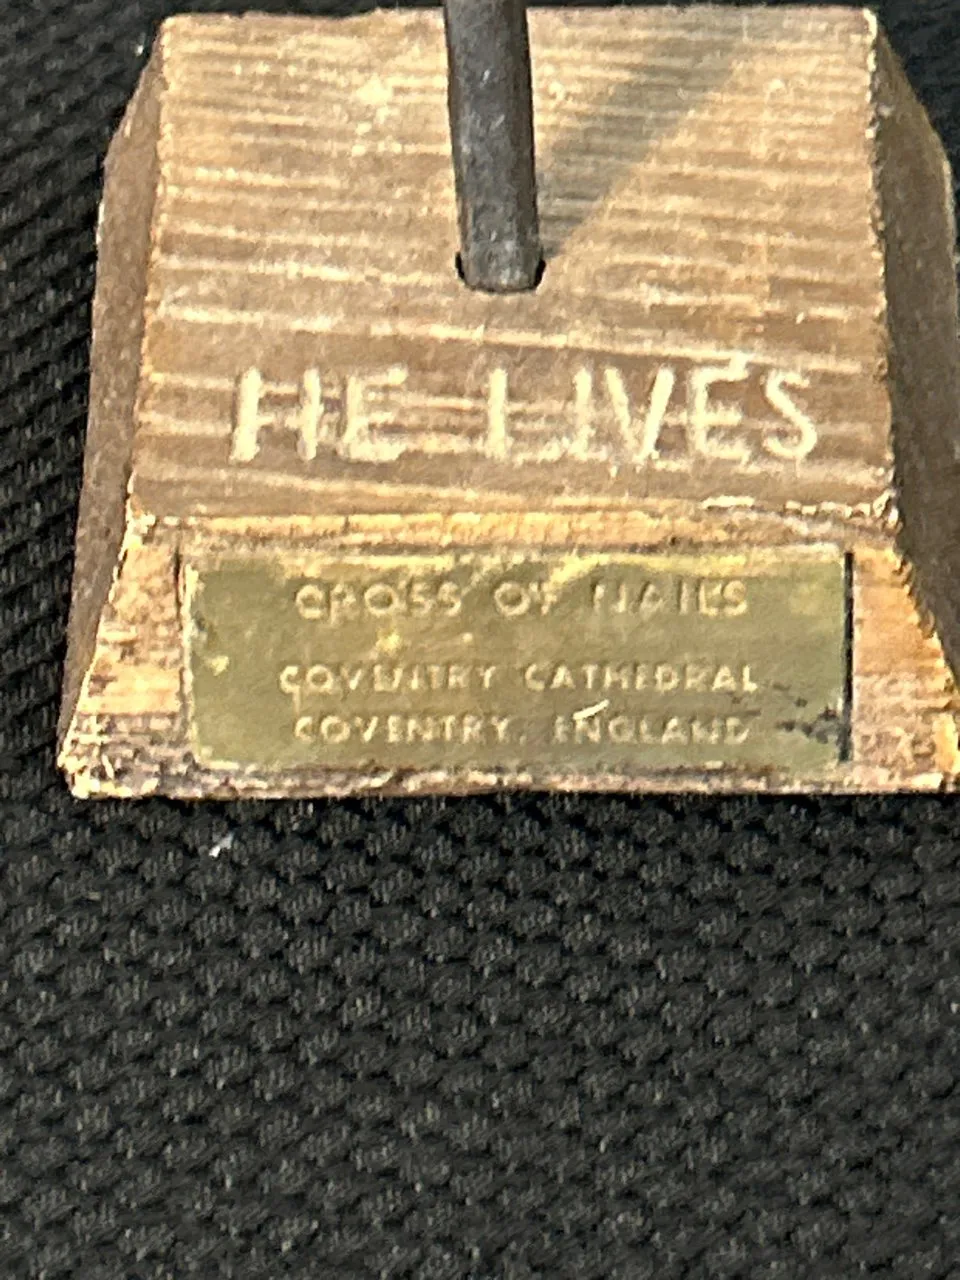 HE LIVES
CROSS OF NAILS
COVENTRY CATHEDRAL
COVENTRY, ENGLAND